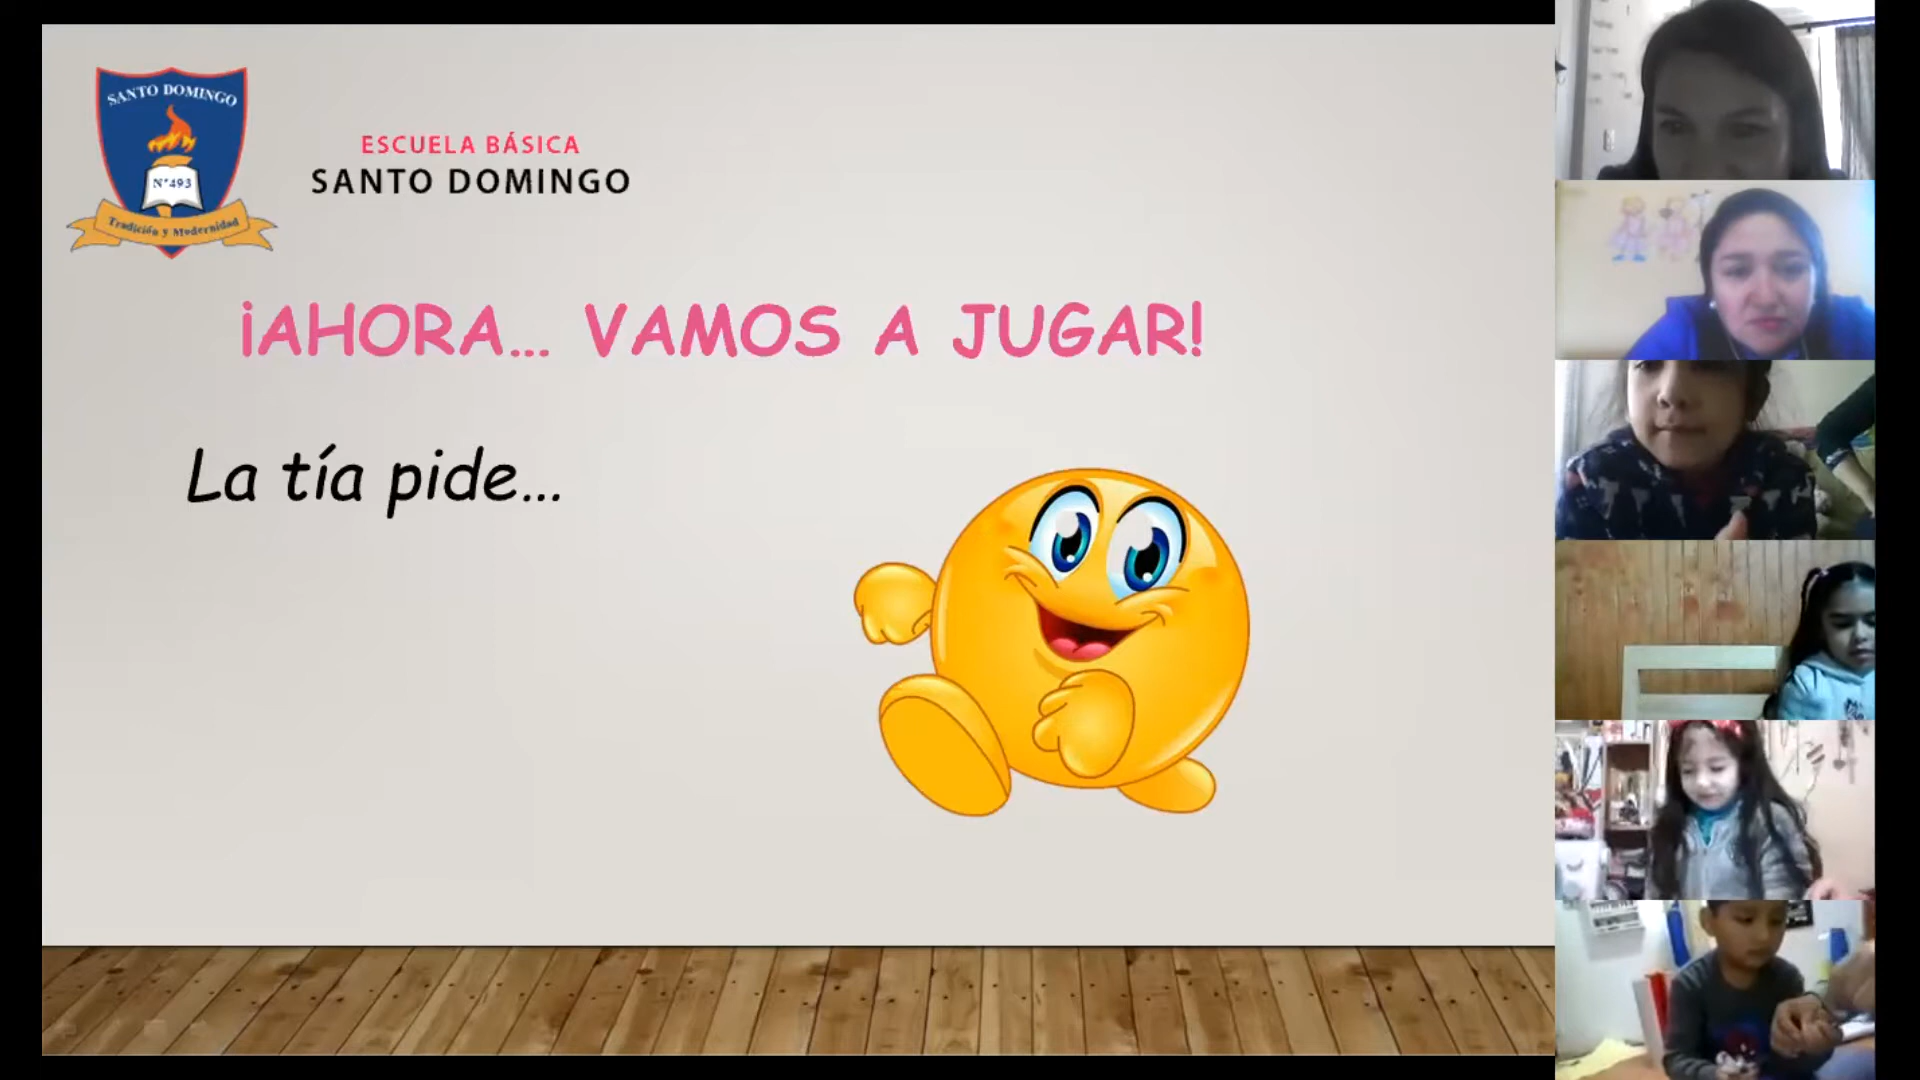 SANTO DOMINGO
N°493
Tradición y Modernidad
ESCUELA BÁSICA
SANTO DOMINGO
¡AHORA... VAMOS A JUGAR!
La tía pide...